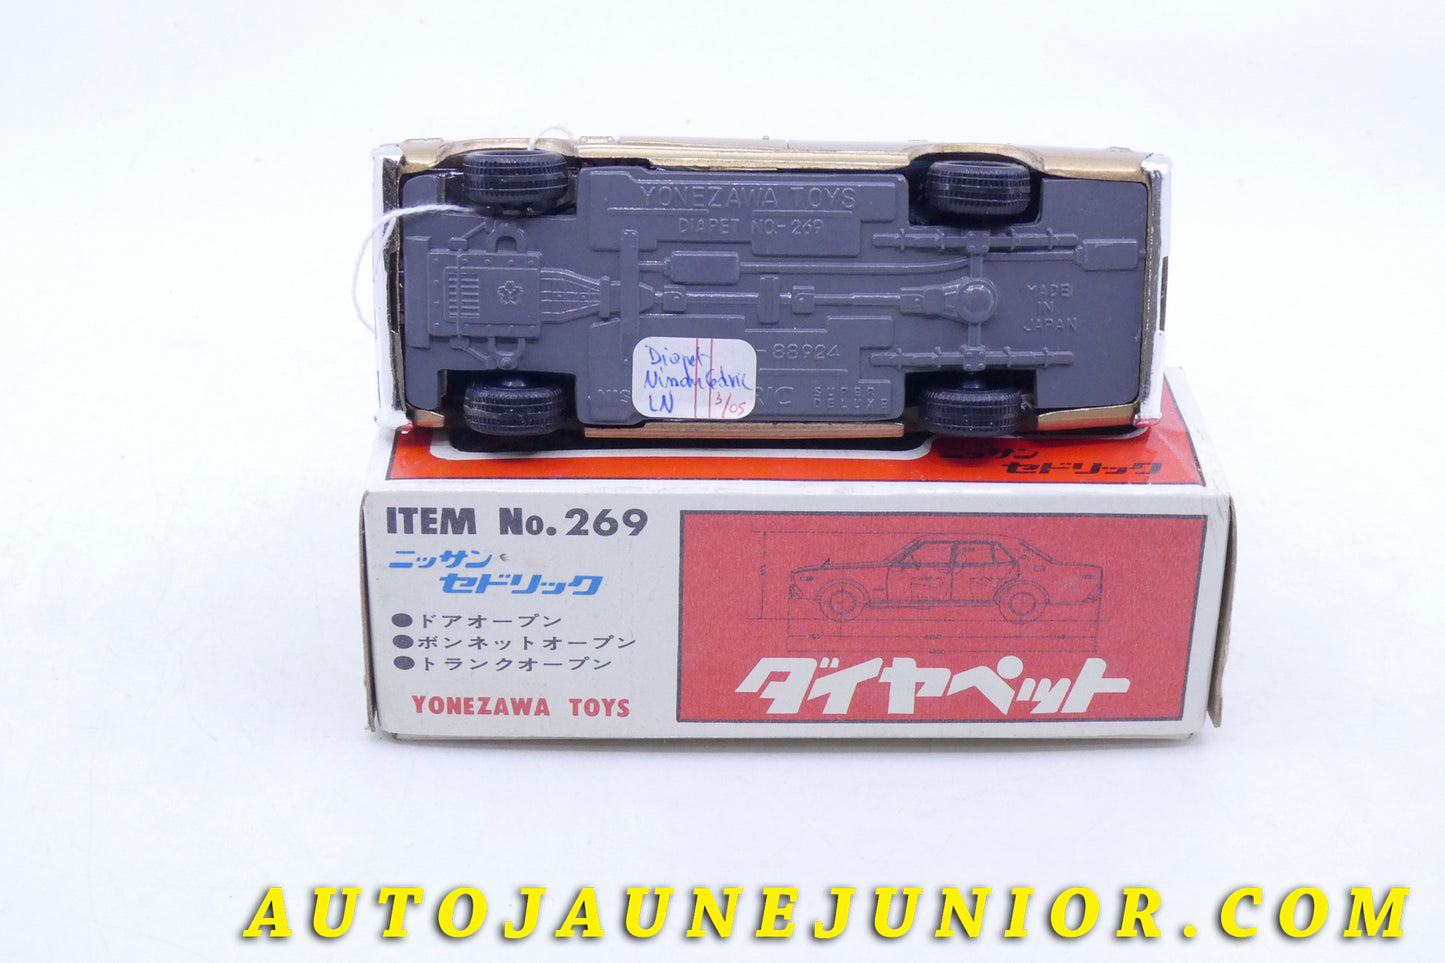 YONEZAWA TOYS
DIAPET NO.-269
MADE
IN
JAPAN
-88924
Diapet
Nissan Cedric
LN 3/05
NIS RIC SUPER
DELUXE
ニッサン
セドリック
ITEM No.269
ニッサン
セドリック
●ドアオープン
●ボンネットオープン
●トランクオープン
YONEZAWA TOYS
ダイヤペット
AUTOJAUNEJUNIOR.COM